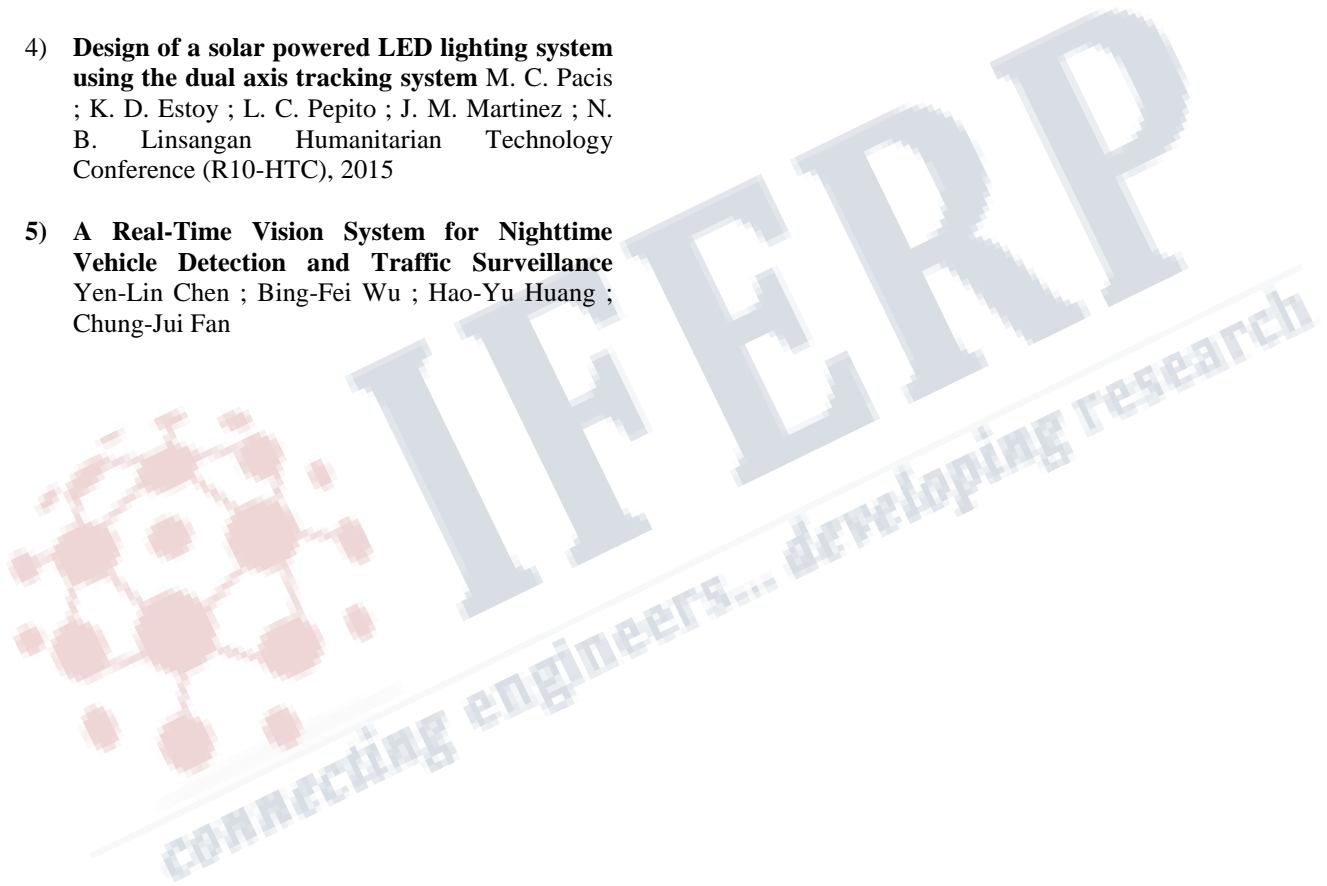 4) Design of a solar powered LED lighting system
using the dual axis tracking system M. C. Pacis
; K. D. Estoy ; L. C. Pepito ; J. M. Martinez ; N.
B. Linsangan Humanitarian Technology
Conference (R10-HTC), 2015
5) A Real-Time Vision System for Nighttime
Vehicle Detection and Traffic Surveillance
Yen-Lin Chen ; Bing-Fei Wu ; Hao-Yu Huang ;
Chung-Jui Fan
IFERP
connecting engineers... developing research